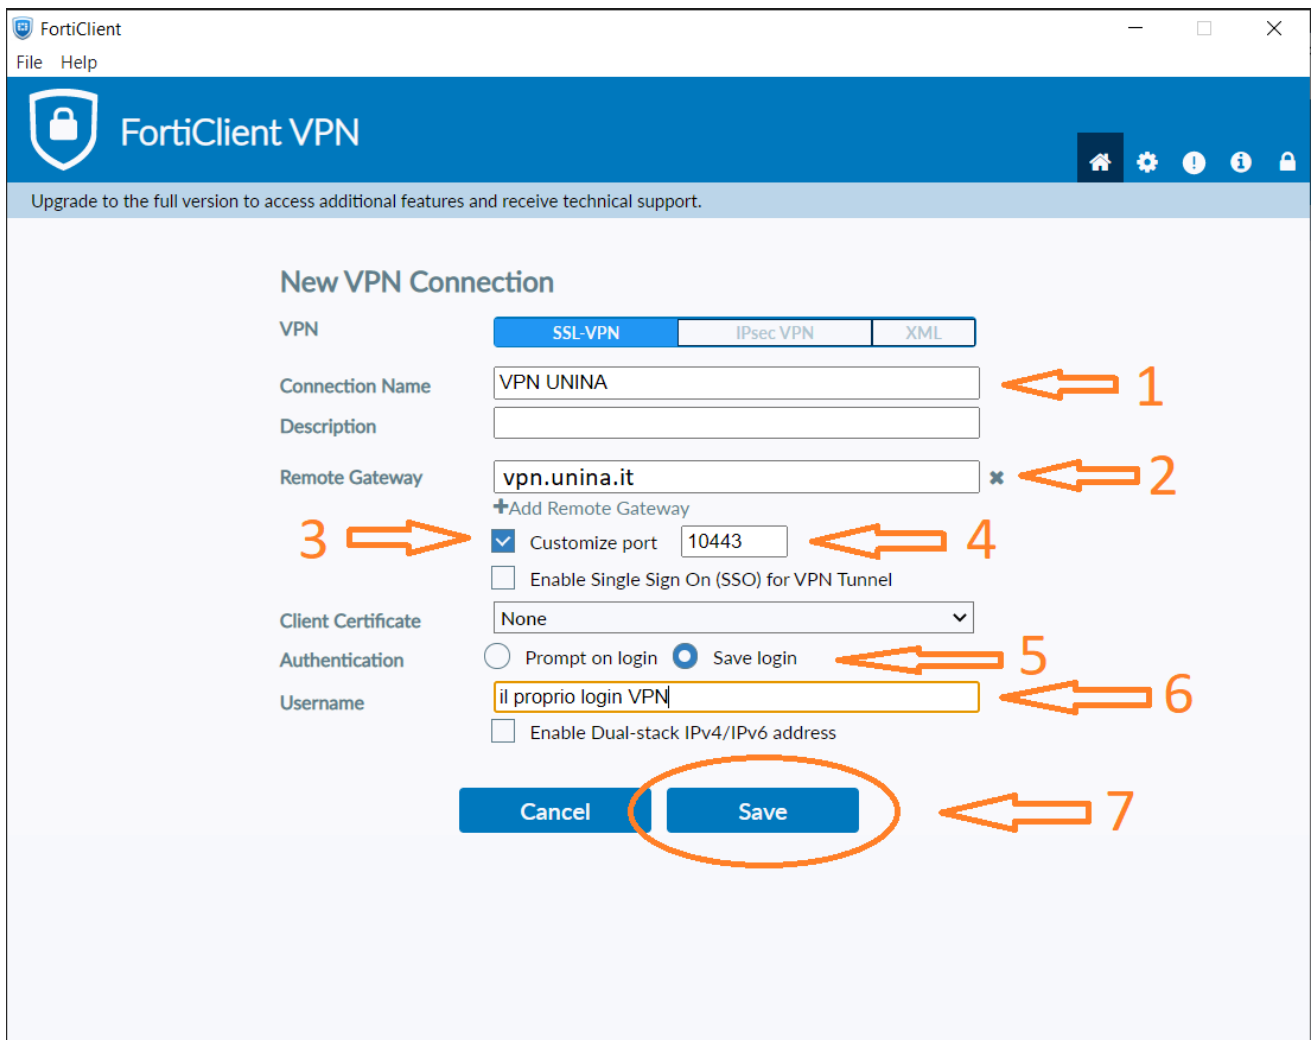 FortiClient
File Help
FortiClient VPN
Upgrade to the full version to access additional features and receive technical support.
New VPN Connection
VPN SSL-VPN IPsec VPN XML
Connection Name VPN UNINA 1
Description
Remote Gateway vpn.unina.it 2
Add Remote Gateway
3 Customize port 10443 4
Enable Single Sign On (SSO) for VPN Tunnel
Client Certificate None
Authentication Prompt on login Save login 5
Username il proprio login VPN 6
Enable Dual-stack IPv4/IPv6 address
Cancel Save 7